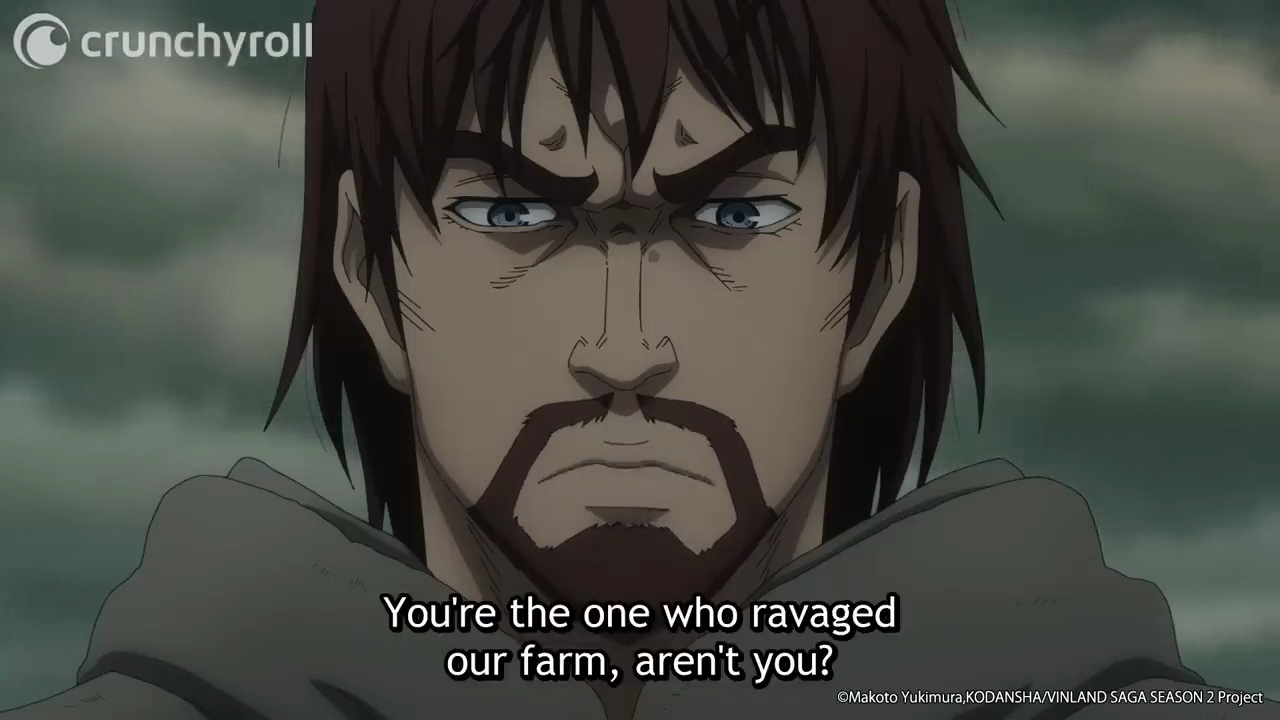 crunchyroll
You're the one who ravaged
our farm, aren't you?
©Makoto Yukimura,KODANSHA/VINLAND SAGA SEASON 2 Project